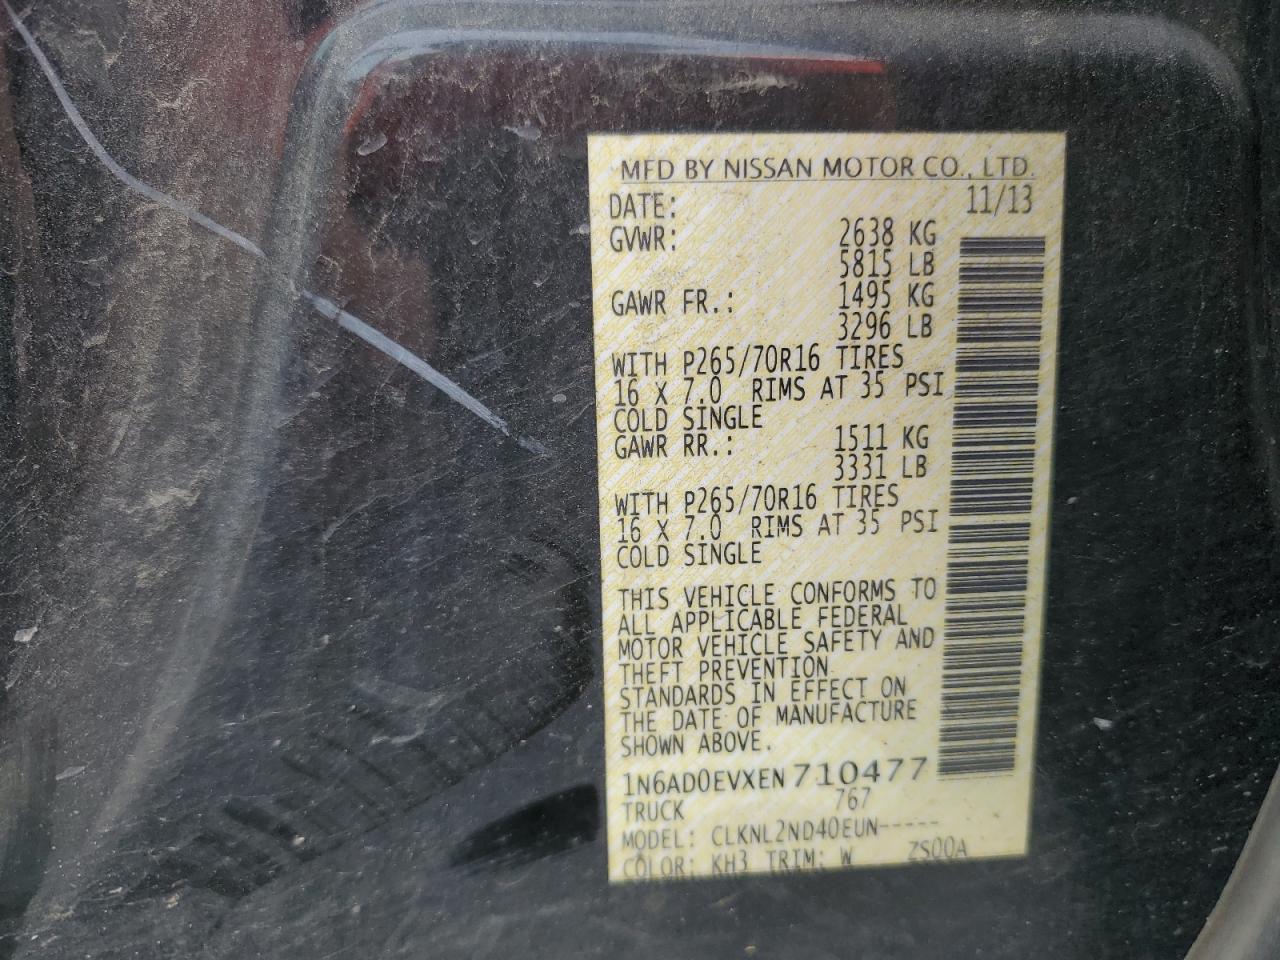 MFD BY NISSAN MOTOR CO., LTD.
DATE: 11/13
GVWR: 2638 KG
5815 LB
GAWR FR.: 1495 KG
3296 LB
WITH P265/70R16 TIRES
16 X 7.0 RIMS AT 35 PSI
COLD SINGLE
GAWR RR.: 1511 KG
3331 LB
WITH P265/70R16 TIRES
16 X 7.0 RIMS AT 35 PSI
COLD SINGLE
THIS VEHICLE CONFORMS TO
ALL APPLICABLE FEDERAL
MOTOR VEHICLE SAFETY AND
THEFT PREVENTION
STANDARDS IN EFFECT ON
THE DATE OF MANUFACTURE
SHOWN ABOVE.
1N6AD0EVXEN710477
TRUCK 767
MODEL: CLKNL2ND40EUN-----
COLOR: KH3 TRIM: W ZS00A